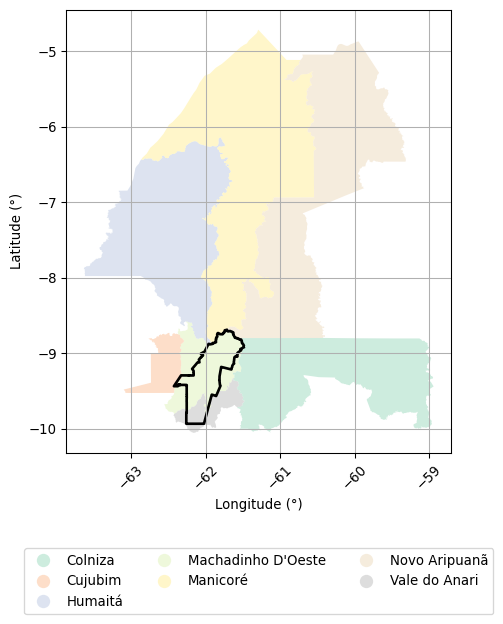 −5
−6
−7
−8
−9
−10
Latitude (°)
−63
−62
−61
−60
−59
Longitude (°)
Colniza
Cujubim
Humaitá
Machadinho D'Oeste
Manicoré
Novo Aripuanã
Vale do Anari